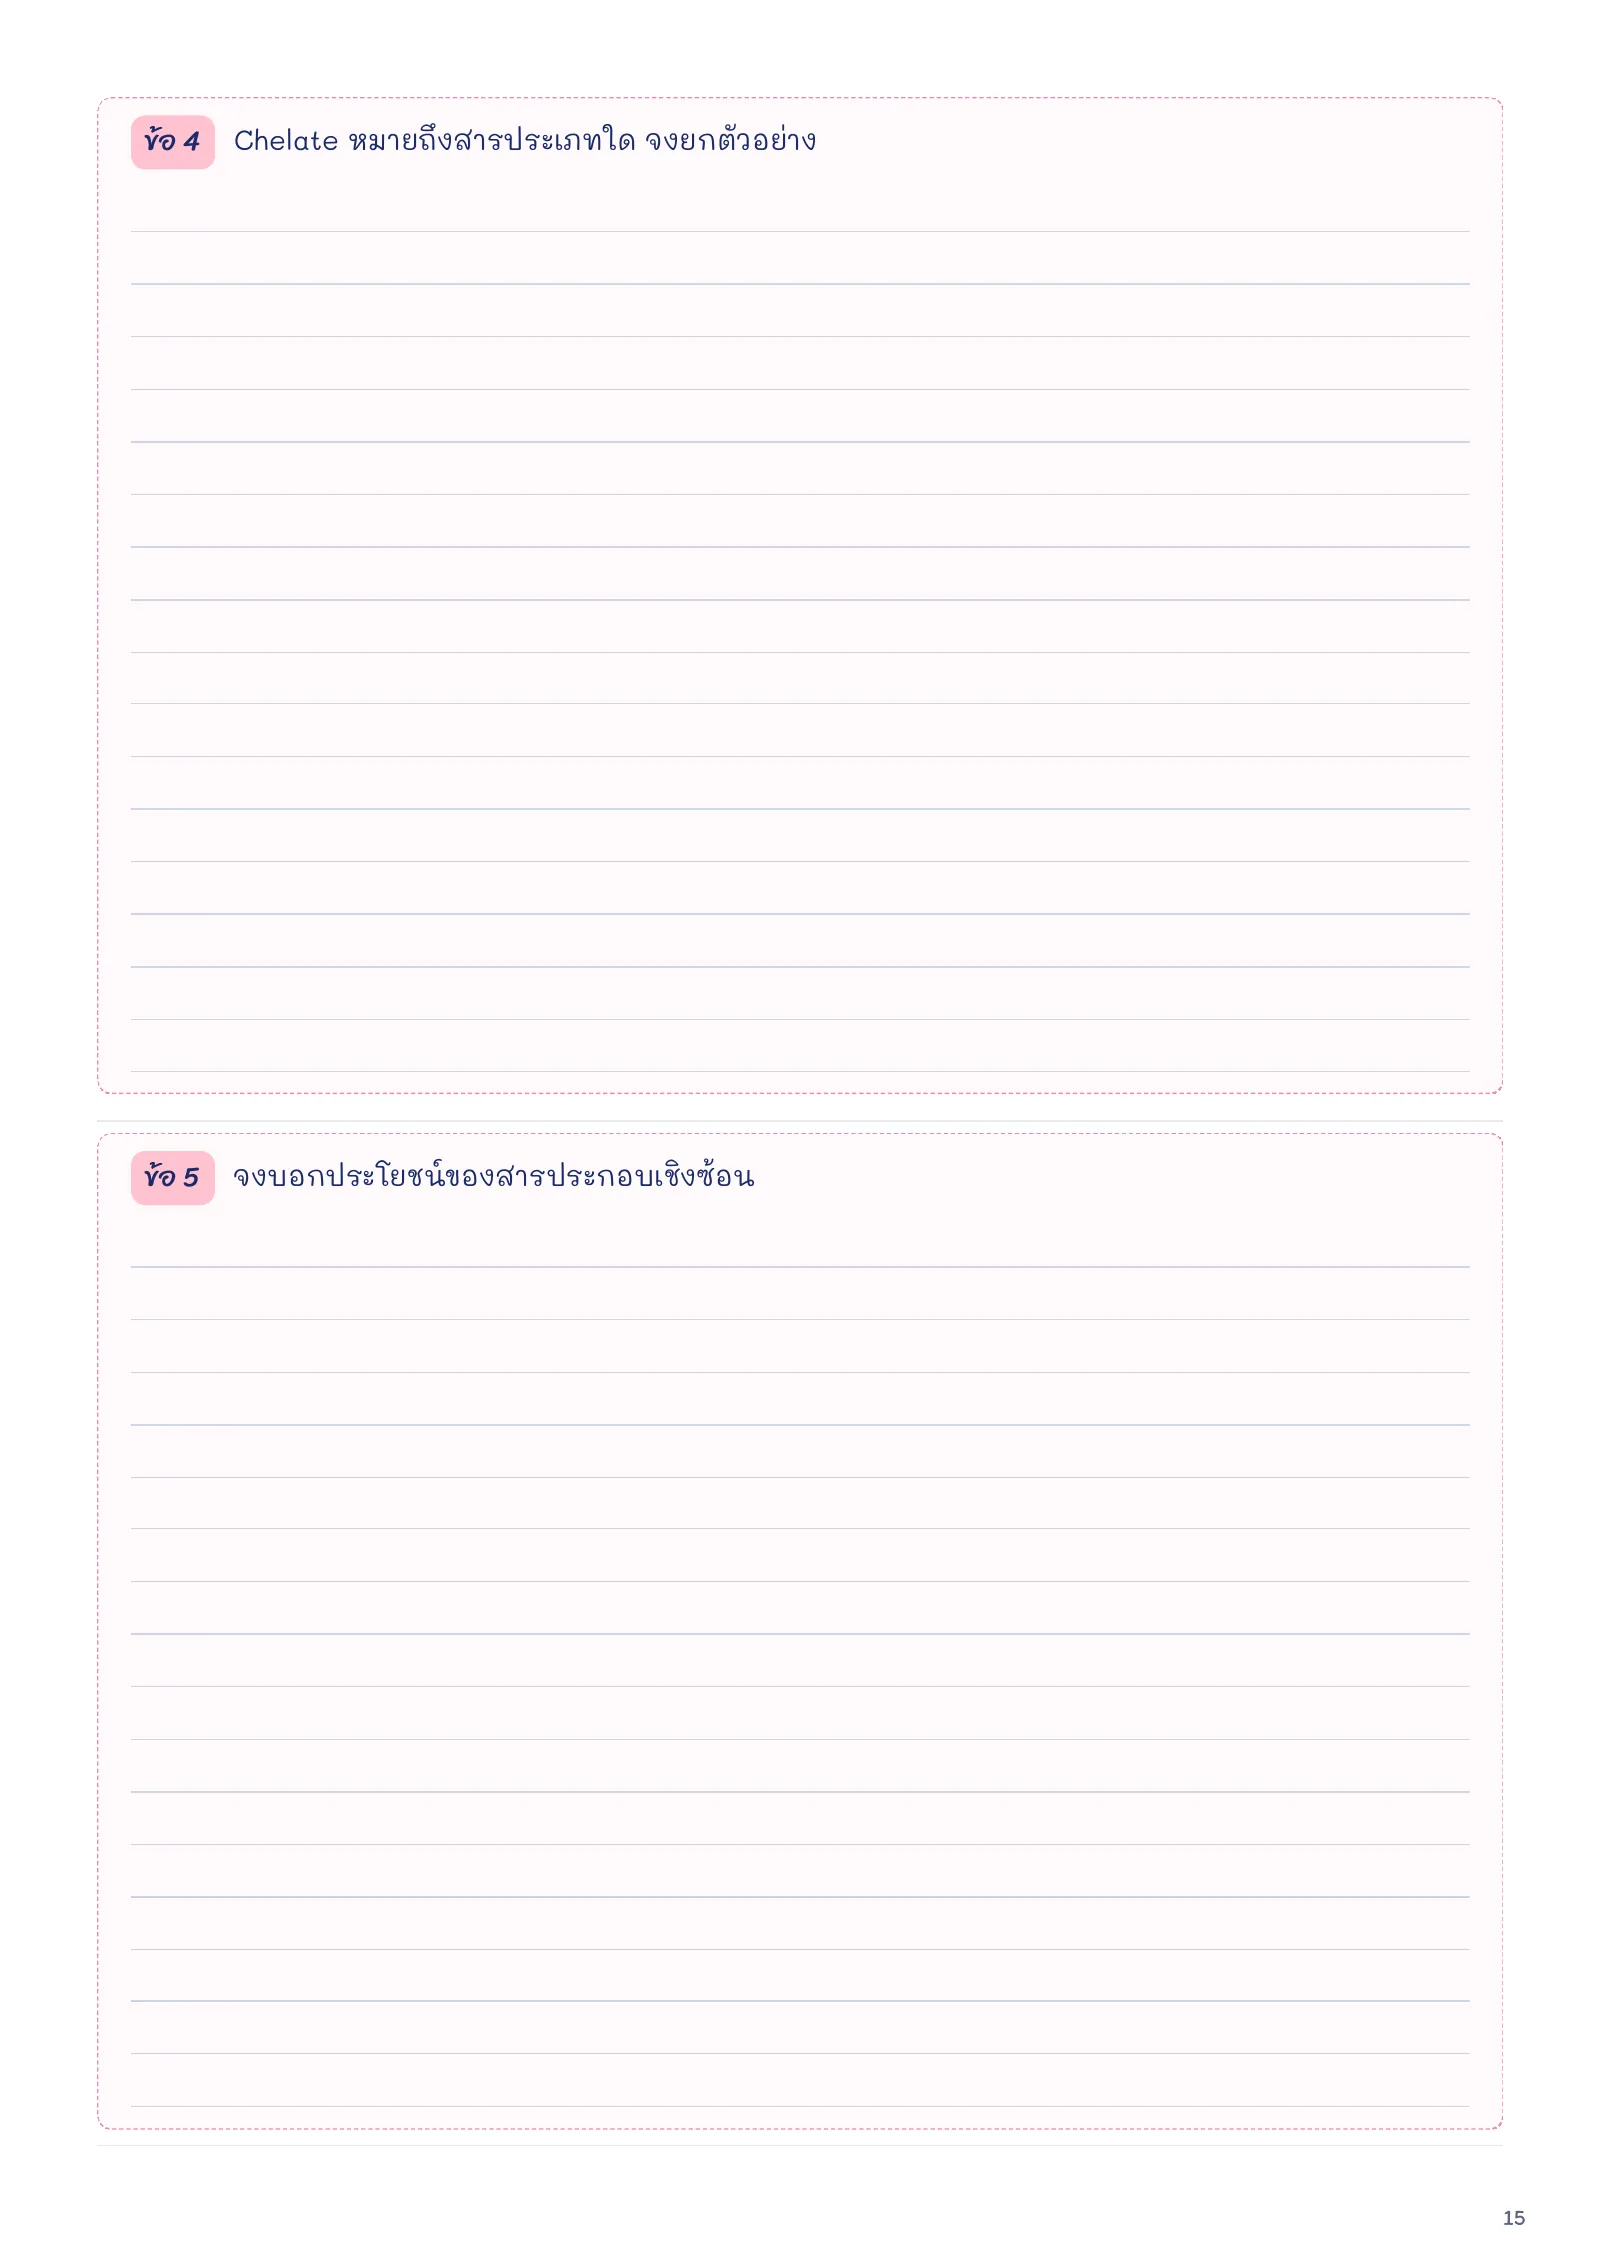 ข้อ 4 Chelate หมายถึงสารประเภทใด จงยกตัวอย่าง
ข้อ 5 จงบอกประโยชน์ของสารประกอบเชิงซ้อน
15